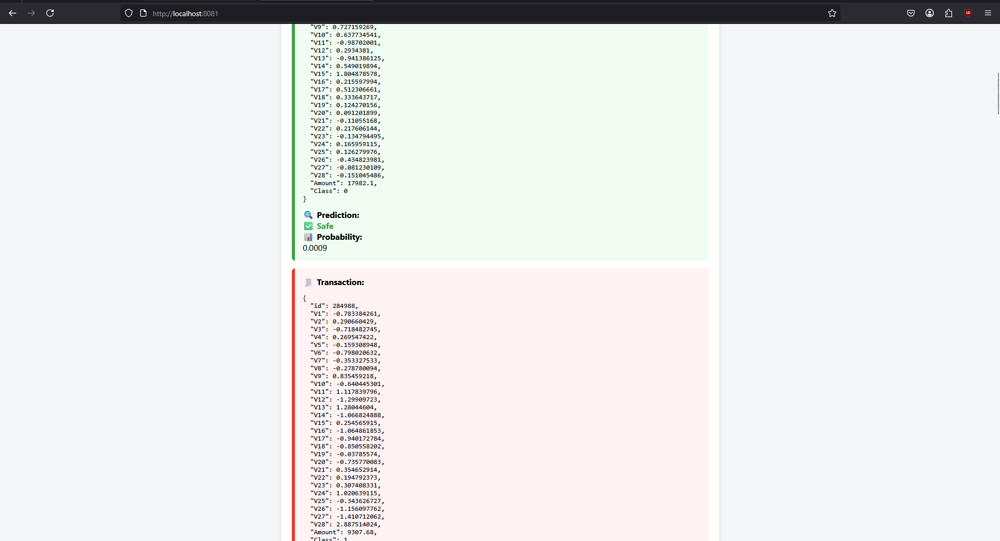 http://localhost:8081
"V9": 0.727159269,
"V10": 0.637734541,
"V11": -0.98702001,
"V12": 0.2934381,
"V13": -0.941386125,
"V14": 0.549019894,
"V15": 1.804878578,
"V16": 0.215597994,
"V17": 0.512306661,
"V18": 0.333643717,
"V19": 0.124270156,
"V20": 0.091201899,
"V21": -0.11055168,
"V22": 0.217606144,
"V23": -0.134794495,
"V24": 0.165959115,
"V25": 0.126279976,
"V26": -0.434823981,
"V27": -0.081230109,
"V28": -0.151045486,
"Amount": 17982.1,
"Class": 0
}
Prediction:
Safe
Probability:
0.0009
Transaction:
{
"id": 284988,
"V1": -0.783384261,
"V2": 0.290660429,
"V3": -0.718482745,
"V4": 0.269547422,
"V5": -0.159308948,
"V6": -0.798020632,
"V7": -0.353327533,
"V8": -0.278780094,
"V9": 0.835459218,
"V10": -0.640445301,
"V11": 1.117839796,
"V12": -1.29909723,
"V13": 1.28044604,
"V14": -1.066824888,
"V15": 0.254565915,
"V16": -1.064861853,
"V17": -0.940172784,
"V18": -0.850558202,
"V19": -0.03785574,
"V20": -0.735770083,
"V21": 0.354652914,
"V22": 0.194792373,
"V23": 0.307408331,
"V24": 1.020639115,
"V25": -0.343626727,
"V26": -1.156097762,
"V27": -1.410712062,
"V28": 2.887514024,
"Amount": 9307.68,
"Class": 1